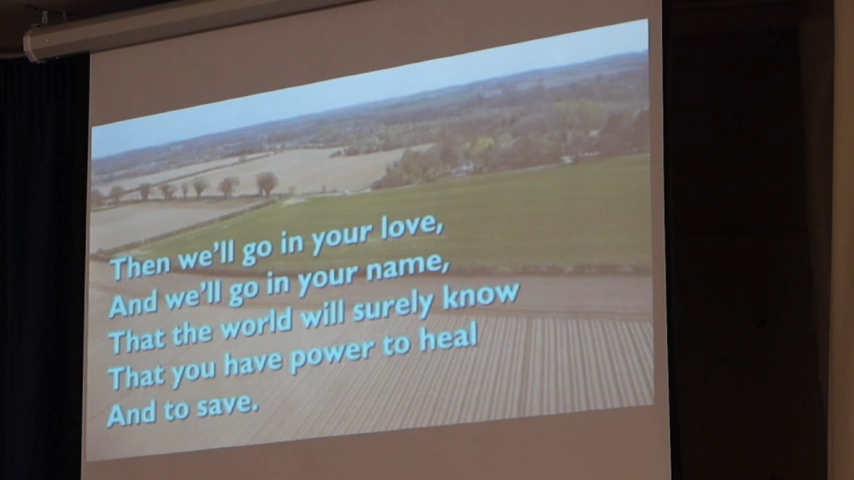 Then we'll go in your love,
And we'll go in your name,
That the world will surely know
That you have power to heal
And to save.